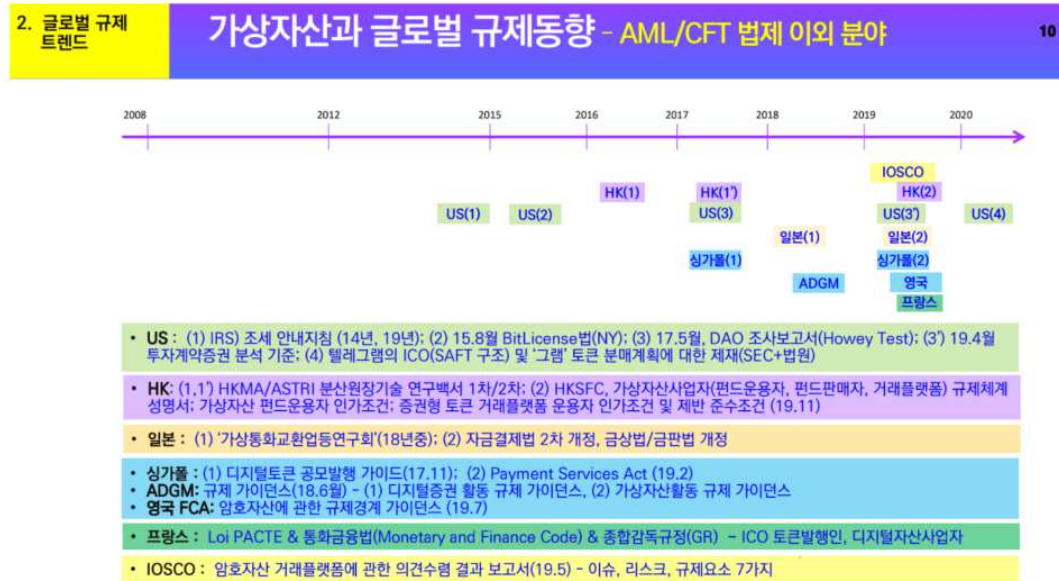 2. 글로벌 규제
트렌드
가상자산과 글로벌 규제동향 - AML/CFT 법제 이외 분야
10
2008 2012 2015 2016 2017 2018 2019 2020
IOSCO
HK(1) HK(1') HK(2)
US(1) US(2) US(3) US(3') US(4)
일본(1) 일본(2)
싱가폴(1) 싱가폴(2)
ADGM 영국
프랑스
• US : (1) IRS) 조세 안내지침 (14년, 19년); (2) 15.8월 BitLicense법(NY); (3) 17.5월, DAO 조사보고서(Howey Test); (3') 19.4월
투자계약증권 분석 기준; (4) 텔레그램의 ICO(SAFT 구조) 및 '그램' 토큰 분매계획에 대한 제재(SEC+법원)
• HK: (1,1') HKMA/ASTRI 분산원장기술 연구백서 1차/2차; (2) HKSFC, 가상자산사업자(펀드운용자, 펀드판매자, 거래플랫폼) 규제체계
성명서; 가상자산 펀드운용자 인가조건; 증권형 토큰 거래플랫폼 운용자 인가조건 및 제반 준수조건 (19.11)
• 일본 : (1) '가상통화교환업등연구회'(18년중); (2) 자금결제법 2차 개정, 금상법/금판법 개정
• 싱가폴 : (1) 디지털토큰 공모발행 가이드(17.11); (2) Payment Services Act (19.2)
• ADGM: 규제 가이던스(18.6월) - (1) 디지털증권 활동 규제 가이던스, (2) 가상자산활동 규제 가이던스
• 영국 FCA: 암호자산에 관한 규제경계 가이던스 (19.7)
• 프랑스 : Loi PACTE & 통화금융법(Monetary and Finance Code) & 종합감독규정(GR) – ICO 토큰발행인, 디지털자산사업자
• IOSCO : 암호자산 거래플랫폼에 관한 의견수렴 결과 보고서(19.5) - 이슈, 리스크, 규제요소 7가지